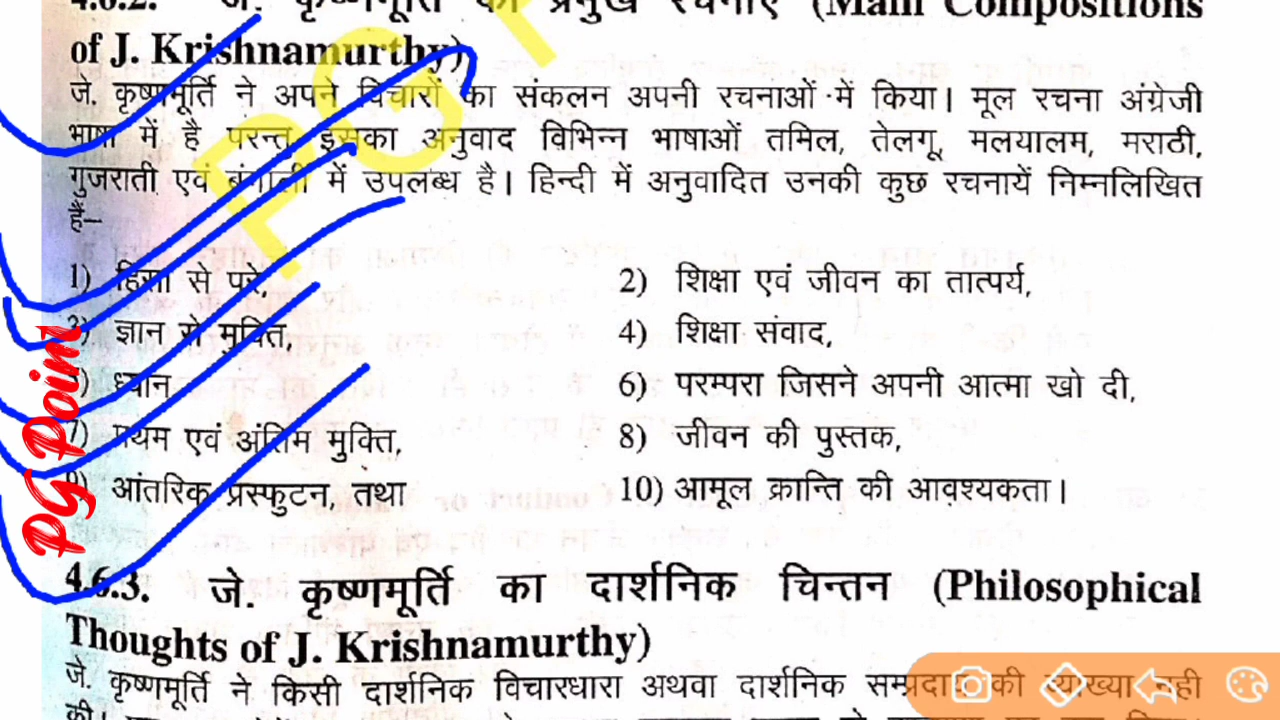 4.6.2. जे. कृष्णमूर्ति की प्रमुख रचनाएँ (Main Compositions
of J. Krishnamurthy)
जे. कृष्णमूर्ति ने अपने विचारों का संकलन अपनी रचनाओं में किया। मूल रचना अंग्रेजी
भाषा में है परन्तु इसका अनुवाद विभिन्न भाषाओं तमिल, तेलगू, मलयालम, मराठी,
गुजराती एवं बंगाली में उपलब्ध है। हिन्दी में अनुवादित उनकी कुछ रचनायें निम्नलिखित
हैं–
1) हिंसा से परे, 2) शिक्षा एवं जीवन का तात्पर्य,
3) ज्ञान से मुक्ति, 4) शिक्षा संवाद,
5) ध्यान 6) परम्परा जिसने अपनी आत्मा खो दी,
7) प्रथम एवं अंतिम मुक्ति, 8) जीवन की पुस्तक,
9) आंतरिक प्रस्फुटन, तथा 10) आमूल क्रान्ति की आवश्यकता।
PG Point
PG P
4.6.3. जे. कृष्णमूर्ति का दार्शनिक चिन्तन (Philosophical
Thoughts of J. Krishnamurthy)
जे. कृष्णमूर्ति ने किसी दार्शनिक विचारधारा अथवा दार्शनिक सम्प्रदाय की व्याख्या नही
की।